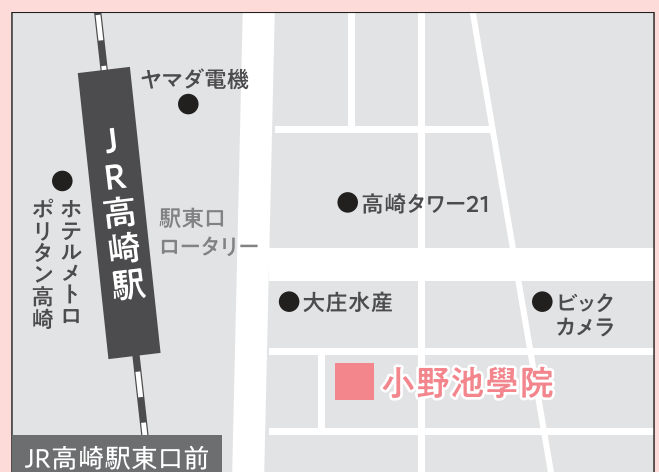 ヤマダ電機
JR高崎駅
ホテルメトロ
ポリタン高崎
駅東口
ロータリー
高崎タワー21
大庄水産
ビック
カメラ
小野池學院
JR高崎駅東口前